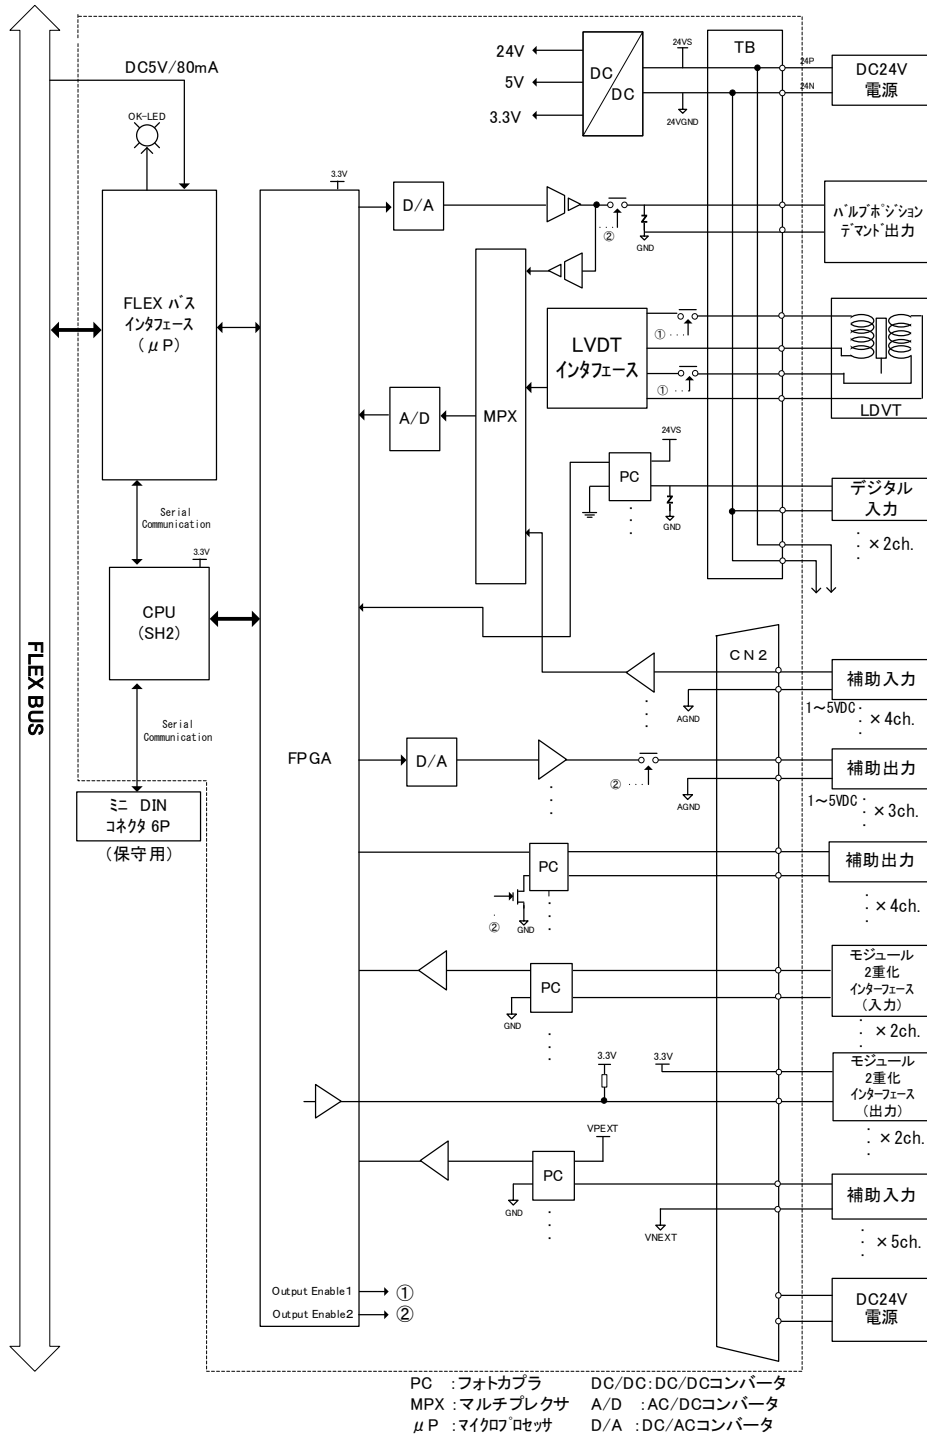 DC5V/80mA
OK-LED
FLEX バス
インタフェース
(μP)
Serial
Communication
3.3V
CPU
(SH2)
Serial
Communication
ミニ DIN
コネクタ 6P
(保守用)
FLEX BUS
3.3V
FPGA
Output Enable1
①
Output Enable2
②
24V
5V
3.3V
DC
DC
24VS
24VGND
TB
24P
24N
DC24V
電源
D/A
②
GND
バルブポジション
デマンド出力
MPX
A/D
LVDT
インタフェース
①
①
LDVT
24VS
PC
GND
デジタル
入力
×2ch.
CN2
AGND
補助入力
1～5VDC
×4ch.
D/A
②
AGND
補助出力
1～5VDC
×3ch.
PC
②
GND
補助出力
×4ch.
PC
GND
モジュール
2重化
インターフェース
(入力)
×2ch.
3.3V
3.3V
モジュール
2重化
インターフェース
(出力)
×2ch.
VPEXT
PC
GND
VNEXT
補助入力
×5ch.
DC24V
電源
PC :フォトカプラ DC/DC:DC/DCコンバータ
MPX :マルチプレクサ A/D :AC/DCコンバータ
μP :マイクロプロセッサ D/A :DC/ACコンバータ